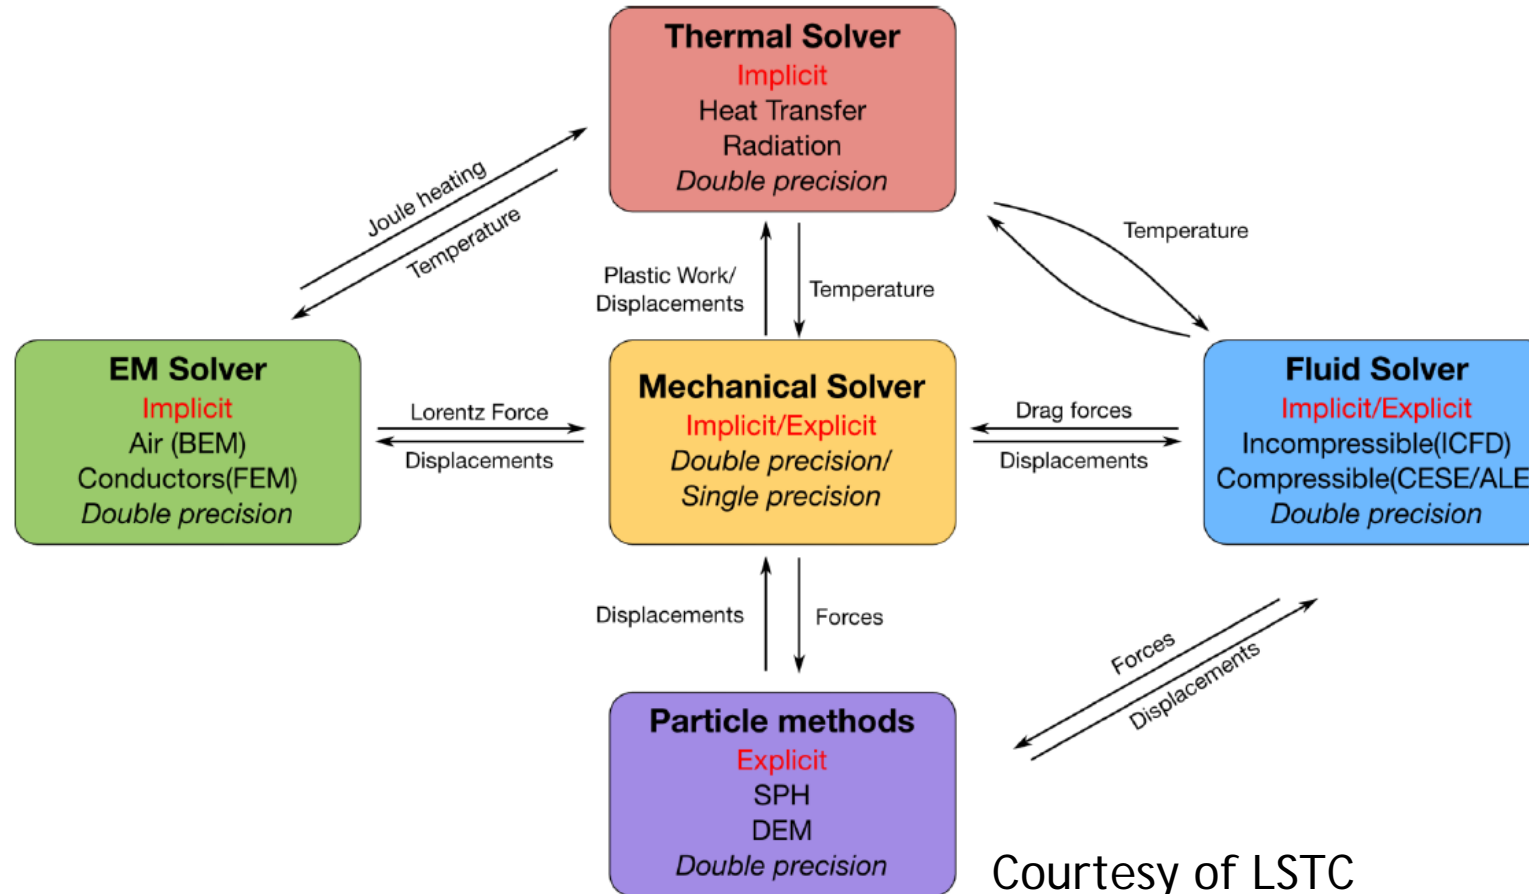 Thermal Solver
Implicit
Heat Transfer
Radiation
Double precision
Joule heating
Temperature
Plastic Work/
Displacements
Temperature
Temperature
EM Solver
Implicit
Air (BEM)
Conductors(FEM)
Double precision
Lorentz Force
Displacements
Mechanical Solver
Implicit/Explicit
Double precision/
Single precision
Drag forces
Displacements
Fluid Solver
Implicit/Explicit
Incompressible(ICFD)
Compressible(CESE/ALE
Double precision
Displacements
Forces
Forces
Displacements
Particle methods
Explicit
SPH
DEM
Double precision
Courtesy of LSTC